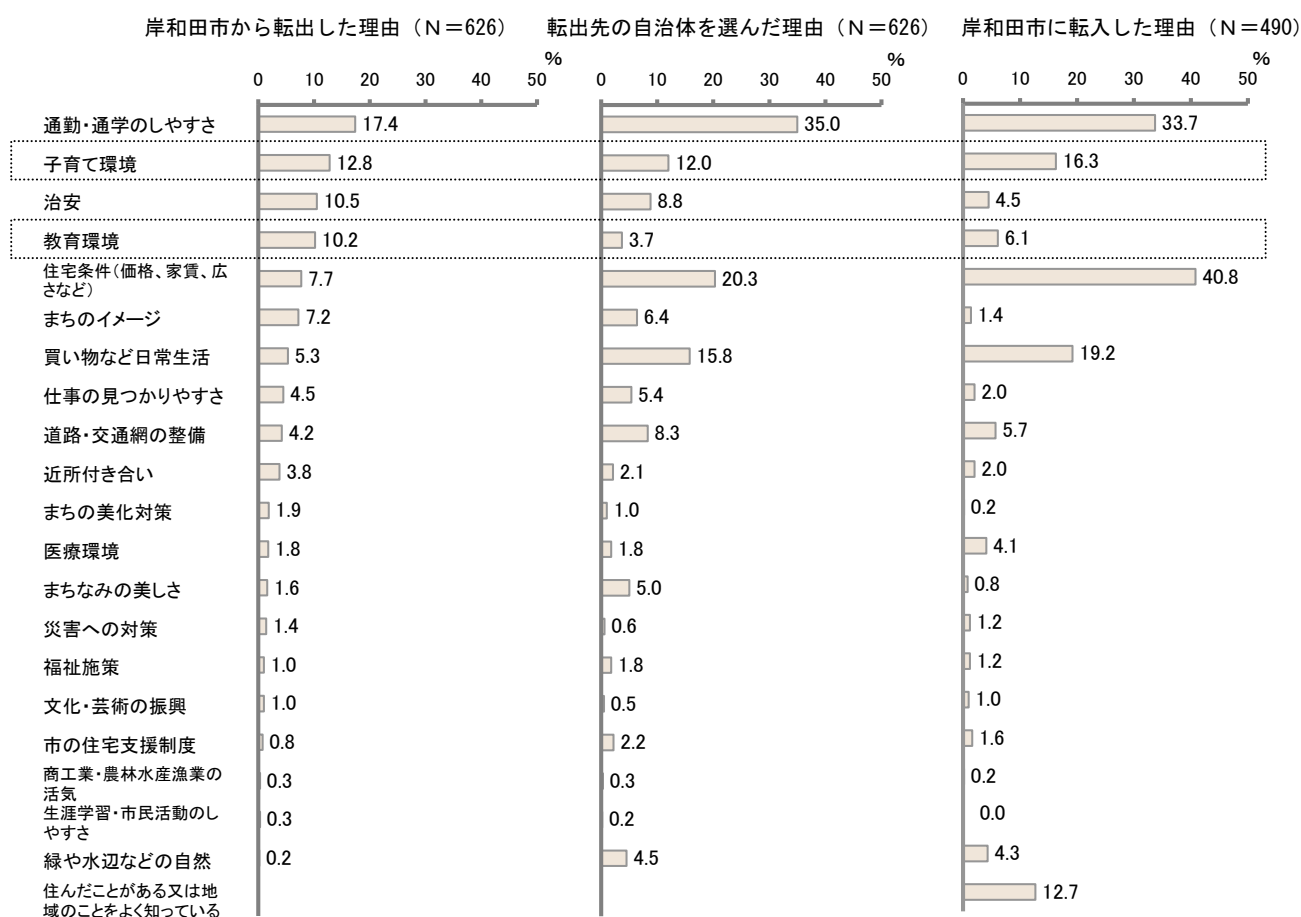 岸和田市から転出した理由（Ｎ＝626） 転出先の自治体を選んだ理由（Ｎ＝626） 岸和田市に転入した理由（Ｎ＝490）
% % %
0 10 20 30 40 50 0 10 20 30 40 50 0 10 20 30 40 50
通勤・通学のしやすさ 17.4 35.0 33.7
子育て環境 12.8 12.0 16.3
治安 10.5 8.8 4.5
教育環境 10.2 3.7 6.1
住宅条件（価格、家賃、広
さなど） 7.7 20.3 40.8
まちのイメージ 7.2 6.4 1.4
買い物など日常生活 5.3 15.8 19.2
仕事の見つかりやすさ 4.5 5.4 2.0
道路・交通網の整備 4.2 8.3 5.7
近所付き合い 3.8 2.1 2.0
まちの美化対策 1.9 1.0 0.2
医療環境 1.8 1.8 4.1
まちなみの美しさ 1.6 5.0 0.8
災害への対策 1.4 0.6 1.2
福祉施策 1.0 1.8 1.2
文化・芸術の振興 1.0 0.5 1.0
市の住宅支援制度 0.8 2.2 1.6
商工業・農林水産漁業の
活気 0.3 0.3 0.2
生涯学習・市民活動のし
やすさ 0.3 0.2 0.0
緑や水辺などの自然 0.2 4.5 4.3
住んだことがある又は地
域のことをよく知っている 12.7